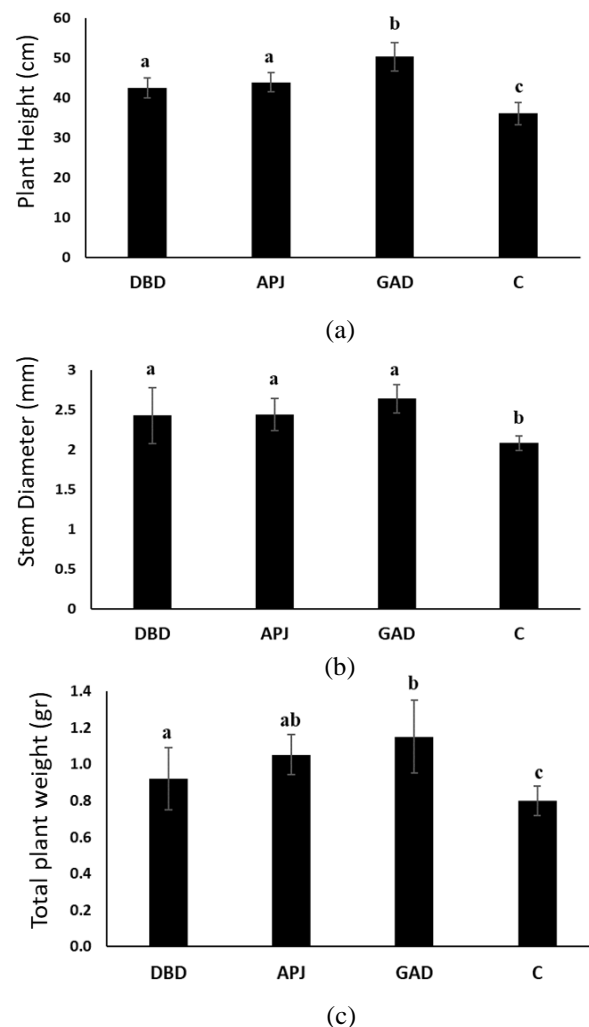 Plant Height (cm)
60
50
40
30
20
10
0
a
a
b
c
DBD APJ GAD C
(a)
Stem Diameter (mm)
3
2.5
2
1.5
1
0.5
0
a
a
a
b
DBD APJ GAD C
(b)
Total plant weight (gr)
1.4
1.2
1.0
0.8
0.6
0.4
0.2
0.0
a
ab
b
c
DBD APJ GAD C
(c)